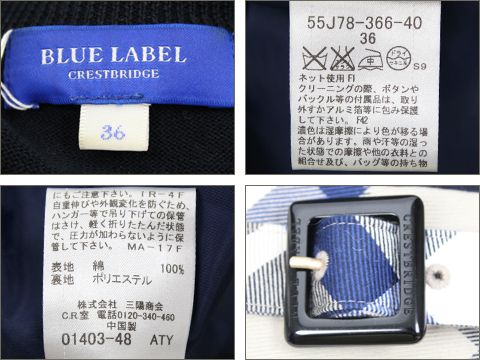 BLUE LABEL
CRESTBRIDGE
36
55J78-366-40
36
ドライ
S9
ネット使用 FI
クリーニングの際、ボタンや
バックル等の付属品は、取り
外すかアルミ箔等に包み保護
して下さい。 F42
濃色は湿摩擦により色が移る場
合があります。雨や汗等の湿っ
た状態での摩擦や他の衣料との
組合せ及び、バッグ等の持ち物
にもご注意下さい。 TR-4F
自重伸びや外観変化を防ぐため、
ハンガー等で吊り下げての保管
はさけ、軽く折りたたんだ状態
で、圧力が加わらないように保管
して下さい。 MA-17F
表地 綿 100%
裏地 ポリエステル
株式会社 三陽商会
C.R.室 電話0120-340-460
中国製
01403-48 ATY
CRESTBRIDGE